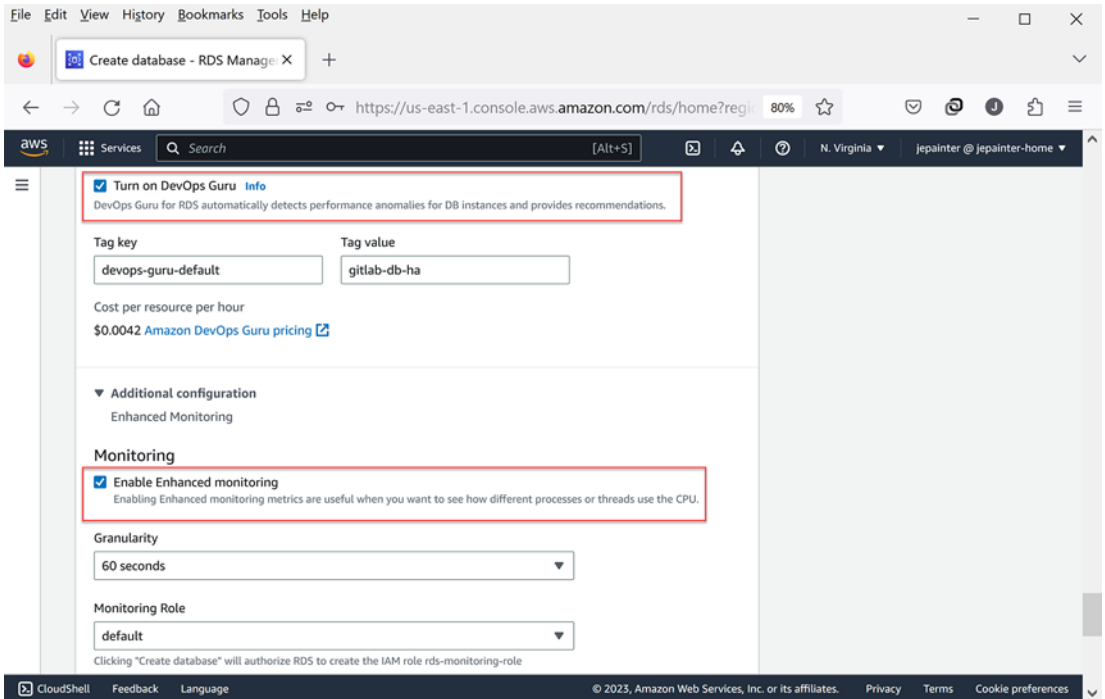 File Edit View History Bookmarks Tools Help
Create database - RDS Manage
https://us-east-1.console.aws.amazon.com/rds/home?regi 80% J
aws Services Search [Alt+S] N. Virginia jepainter @ jepainter-home
Turn on DevOps Guru Info
DevOps Guru for RDS automatically detects performance anomalies for DB instances and provides recommendations.
Tag key Tag value
devops-guru-default gitlab-db-ha
Cost per resource per hour
$0.0042 Amazon DevOps Guru pricing
Additional configuration
Enhanced Monitoring
Monitoring
Enable Enhanced monitoring
Enabling Enhanced monitoring metrics are useful when you want to see how different processes or threads use the CPU.
Granularity
60 seconds
Monitoring Role
default
Clicking "Create database" will authorize RDS to create the IAM role rds-monitoring-role
CloudShell Feedback Language © 2023, Amazon Web Services, Inc. or its affiliates. Privacy Terms Cookie preferences